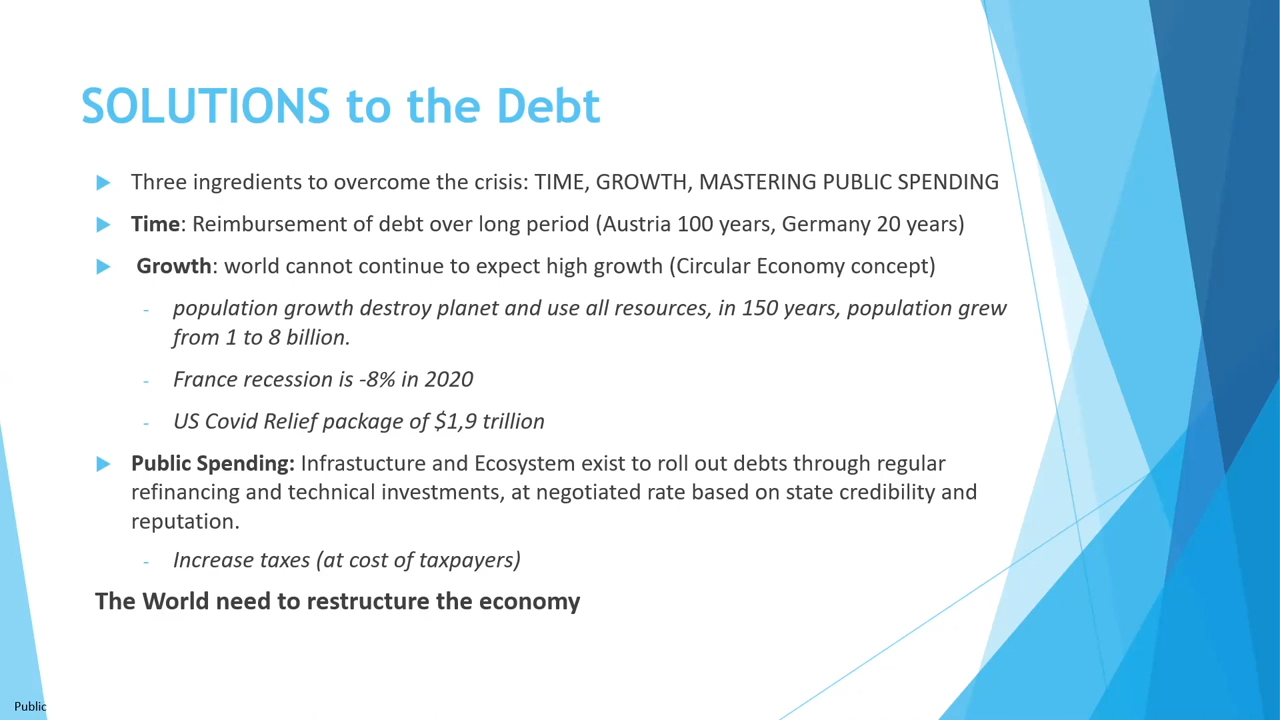 SOLUTIONS to the Debt
Three ingredients to overcome the crisis: TIME, GROWTH, MASTERING PUBLIC SPENDING
Time: Reimbursement of debt over long period (Austria 100 years, Germany 20 years)
Growth: world cannot continue to expect high growth (Circular Economy concept)
- population growth destroy planet and use all resources, in 150 years, population grew
from 1 to 8 billion.
- France recession is -8% in 2020
- US Covid Relief package of $1,9 trillion
Public Spending: Infrastucture and Ecosystem exist to roll out debts through regular
refinancing and technical investments, at negotiated rate based on state credibility and
reputation.
- Increase taxes (at cost of taxpayers)
The World need to restructure the economy
Public